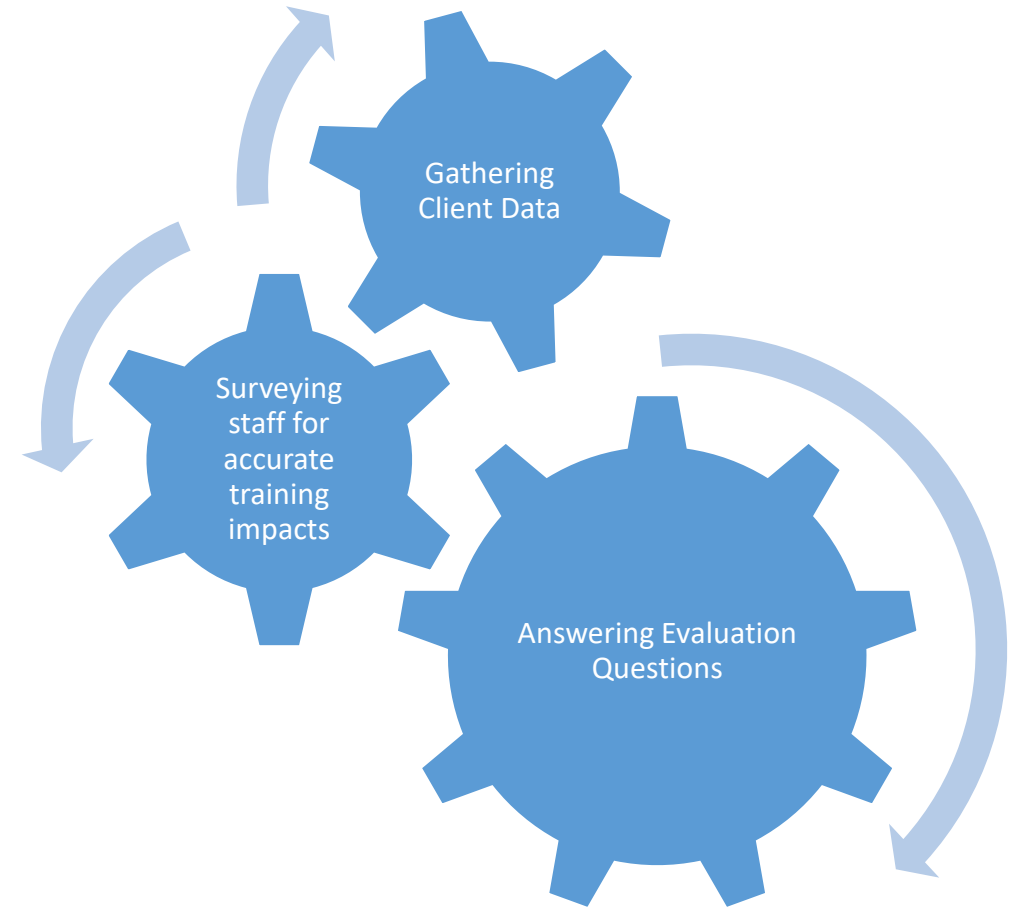 Gathering
Client Data
Surveying
staff for
accurate
training
impacts
Answering Evaluation
Questions